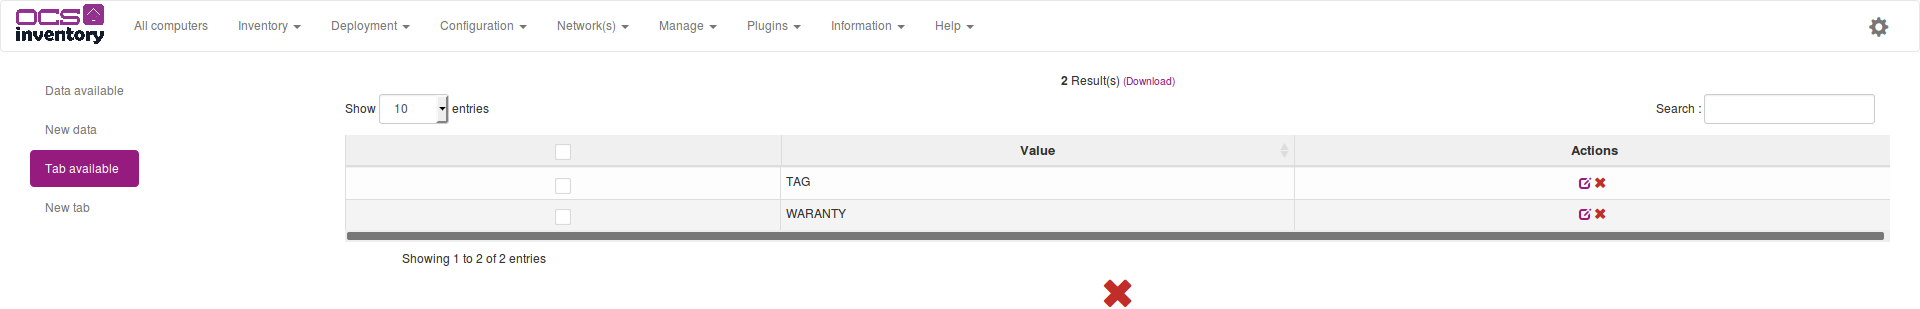 OCS inventory All computers Inventory Deployment Configuration Network(s) Manage Plugins Information Help
Data available
New data
Tab available
New tab
2 Result(s) (Download)
Show 10 entries Search :
Value Actions
TAG
WARANTY
Showing 1 to 2 of 2 entries